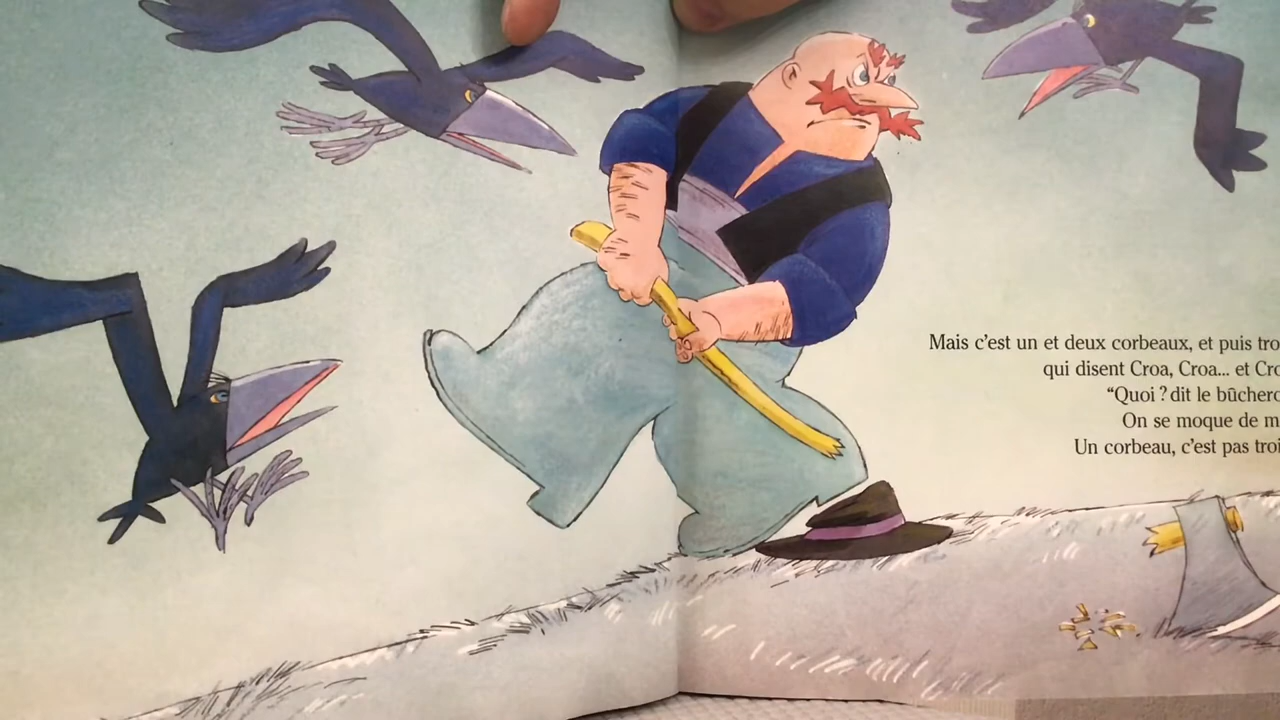 Mais c'est un et deux corbeaux, et puis
qui disent Croa, Croa... et
“Quoi ? dit le
On se moque de
Un corbeau, c'est pas